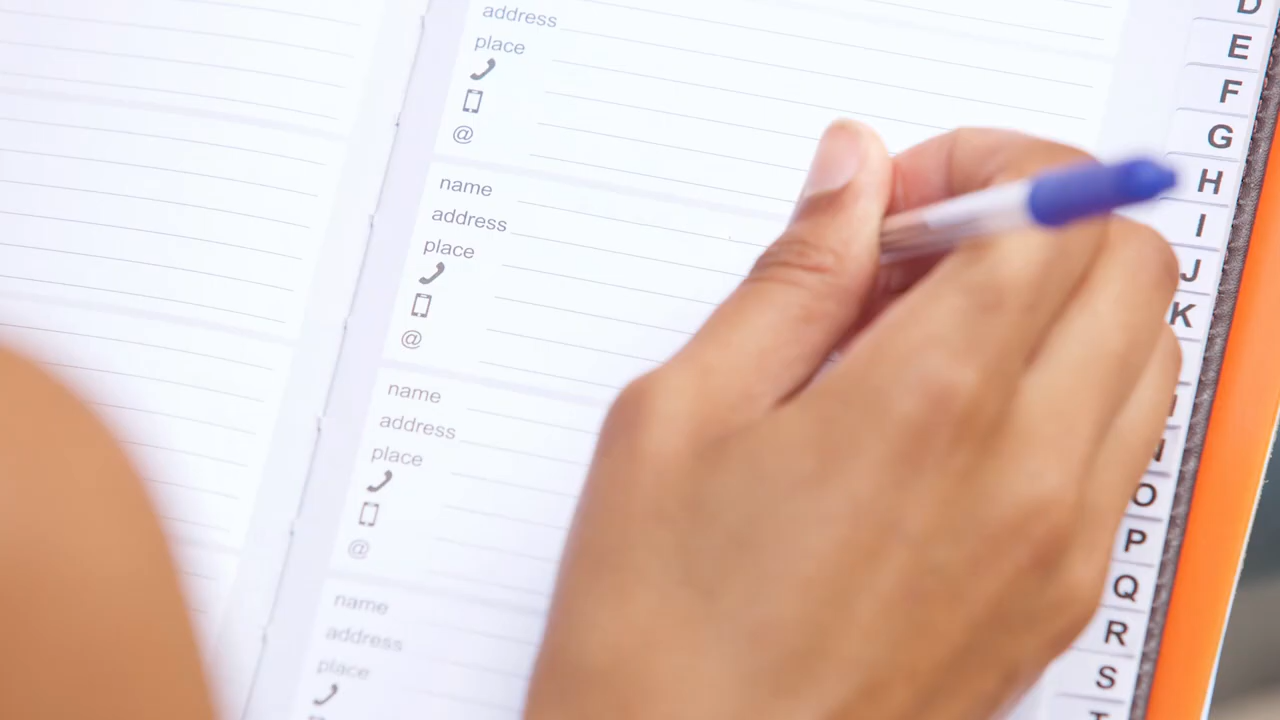 address
place
@
name
address
place
@
name
address
place
@
name
address
place
D
E
F
G
H
I
J
K
N
O
P
Q
R
S
T